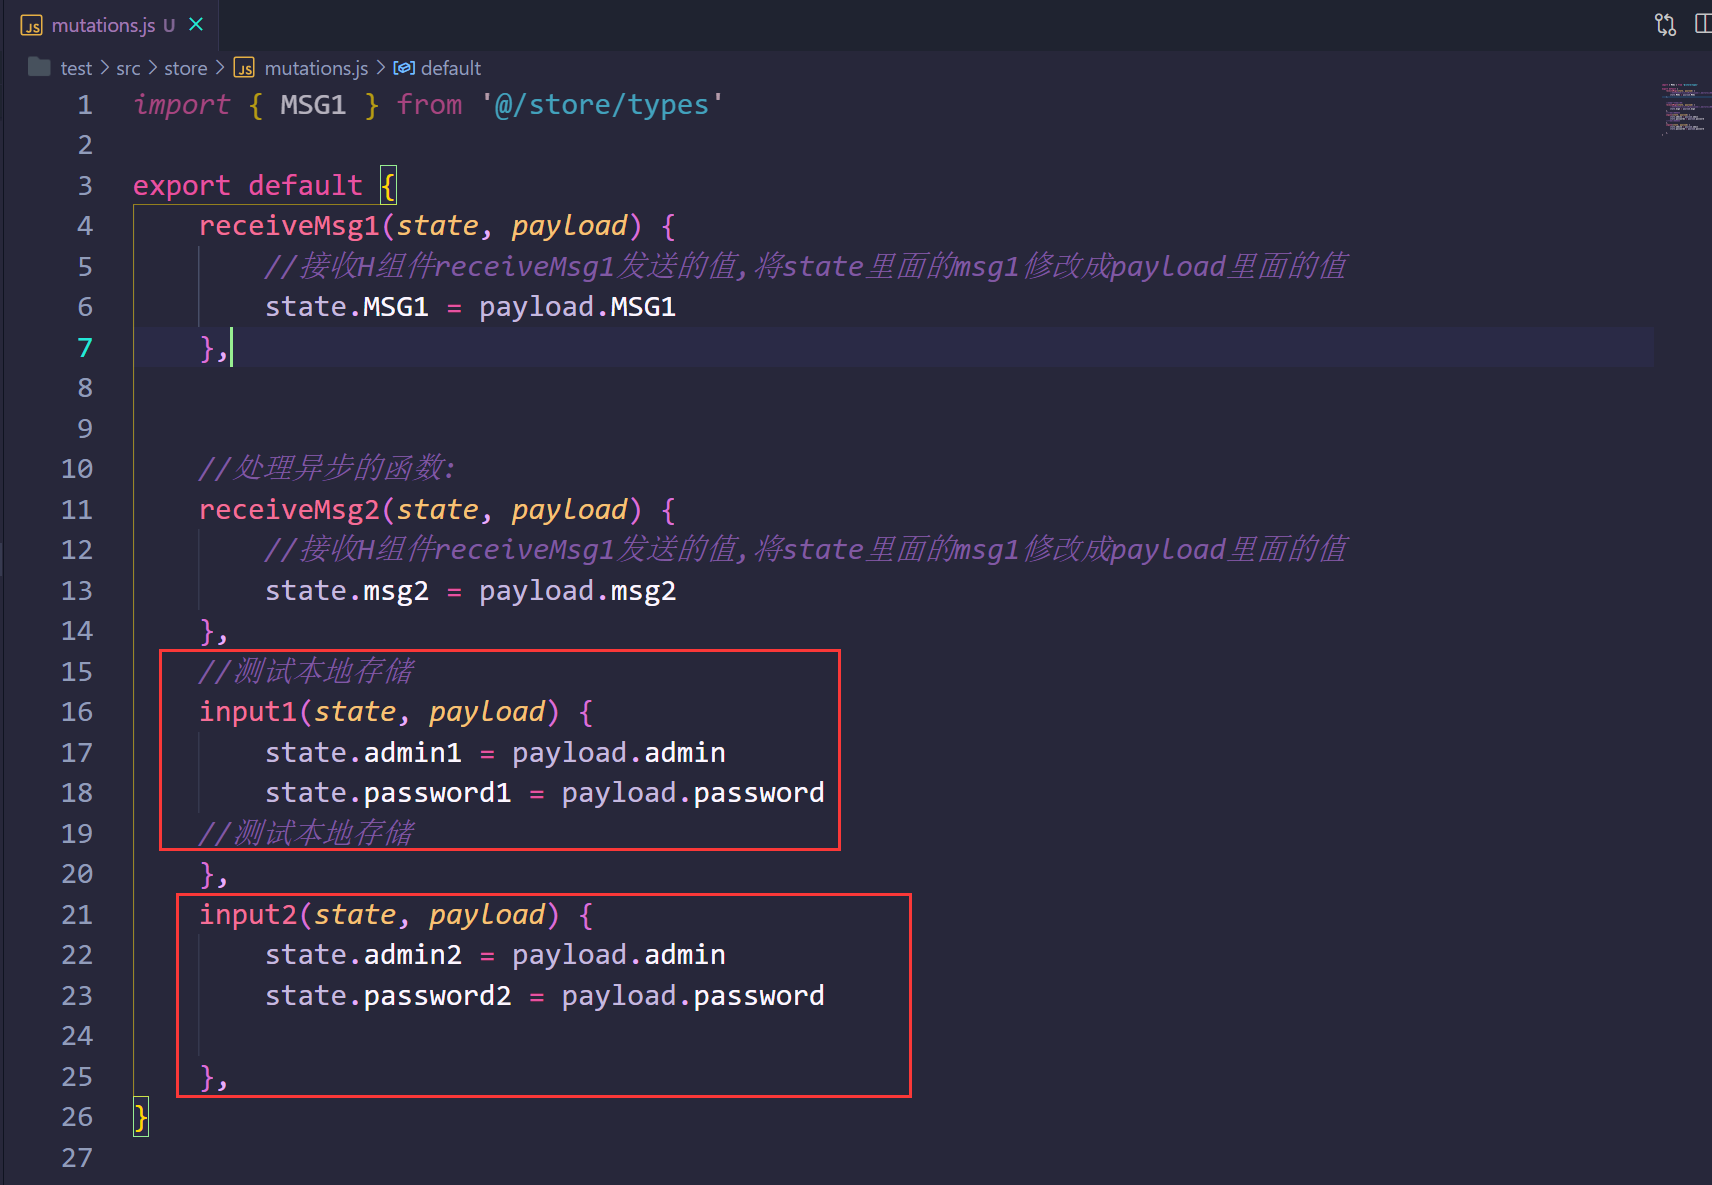 mutations.js U
test > src > store > mutations.js > default
1 import { MSG1 } from '@/store/types'
2
3 export default {
4 receiveMsg1(state, payload) {
5 //接收H组件receiveMsg1发送的值,将state里面的msg1修改成payload里面的值
6 state.MSG1 = payload.MSG1
7 },
8
9
10 //处理异步的函数:
11 receiveMsg2(state, payload) {
12 //接收H组件receiveMsg1发送的值,将state里面的msg1修改成payload里面的值
13 state.msg2 = payload.msg2
14 },
15 //测试本地存储
16 input1(state, payload) {
17 state.admin1 = payload.admin
18 state.password1 = payload.password
19 //测试本地存储
20 },
21 input2(state, payload) {
22 state.admin2 = payload.admin
23 state.password2 = payload.password
24
25 },
26 }
27